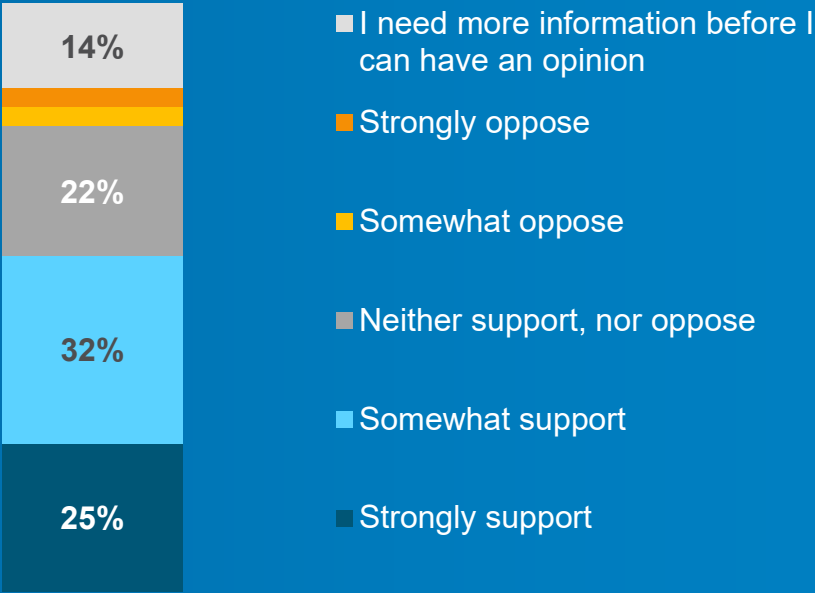 14%
22%
32%
25%
I need more information before I
can have an opinion
Strongly oppose
Somewhat oppose
Neither support, nor oppose
Somewhat support
Strongly support